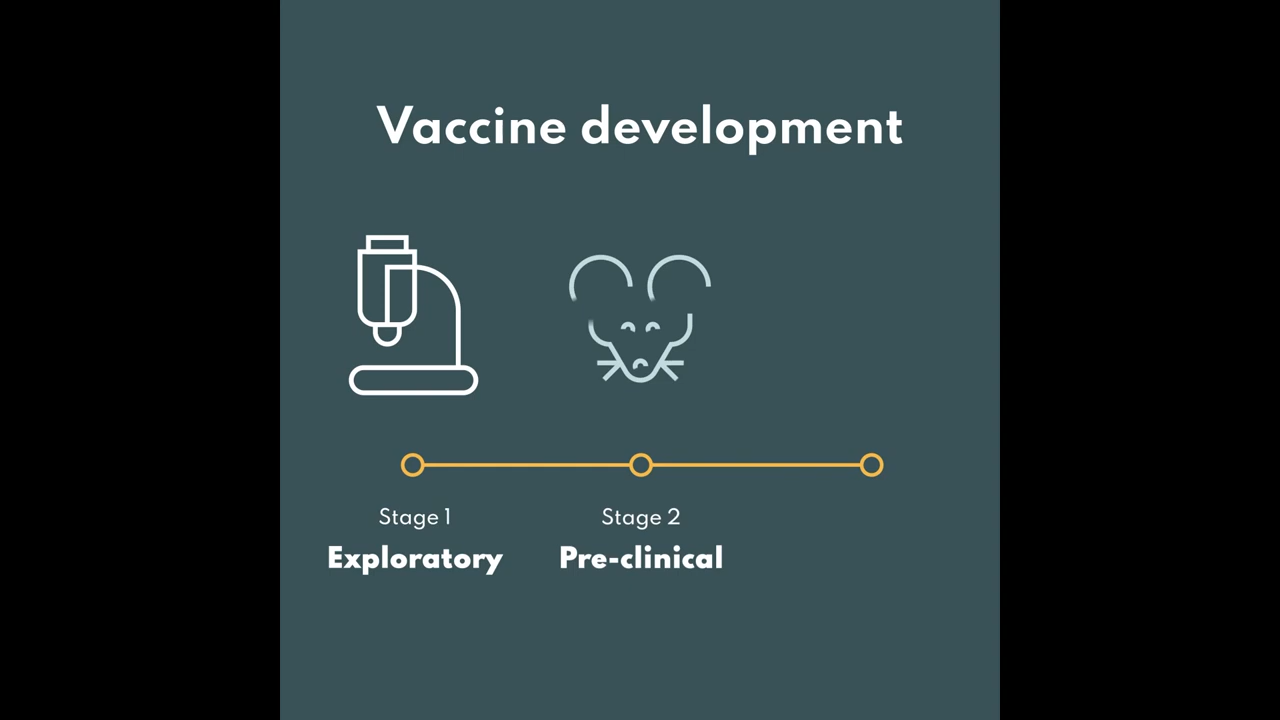 Vaccine development
Stage 1
Stage 2
Exploratory
Pre-clinical